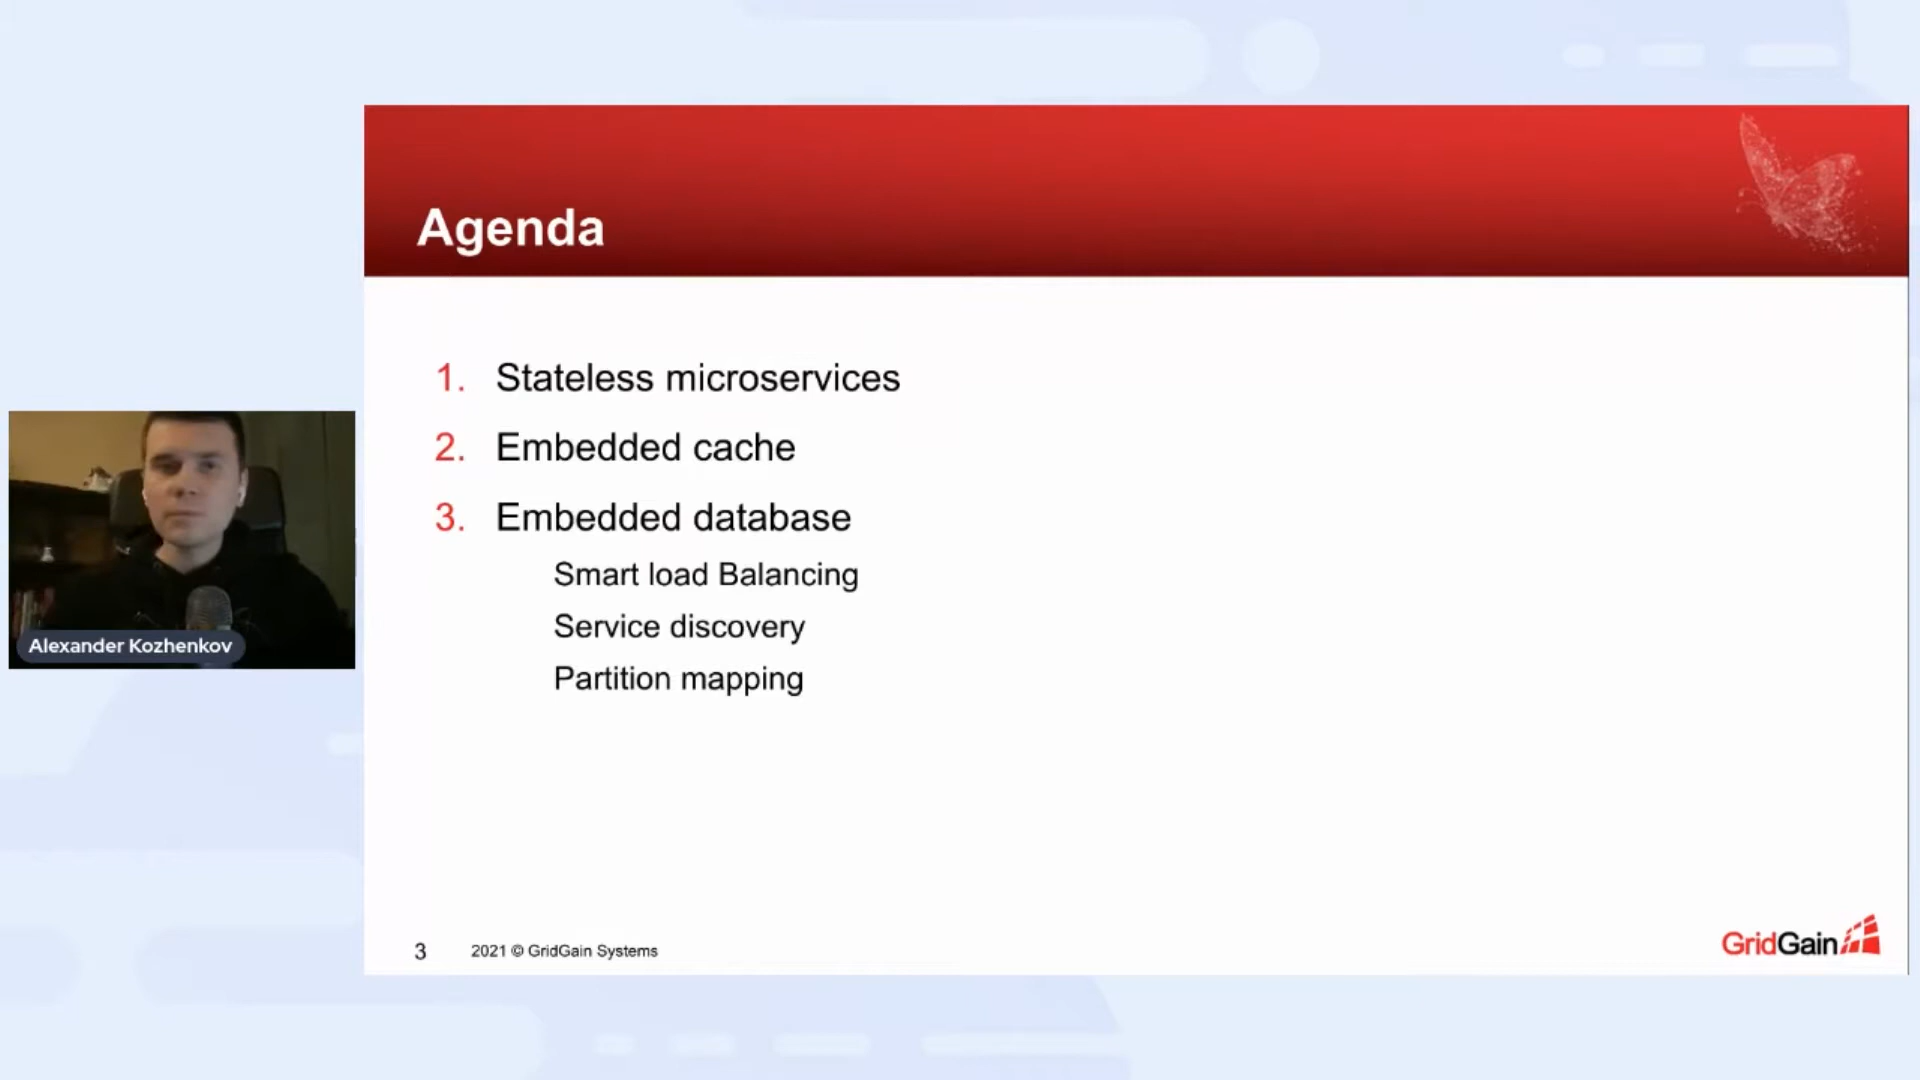 Agenda
1. Stateless microservices
2. Embedded cache
3. Embedded database
Smart load Balancing
Service discovery
Partition mapping
Alexander Kozhenkov
3 2021 © GridGain Systems
GridGain